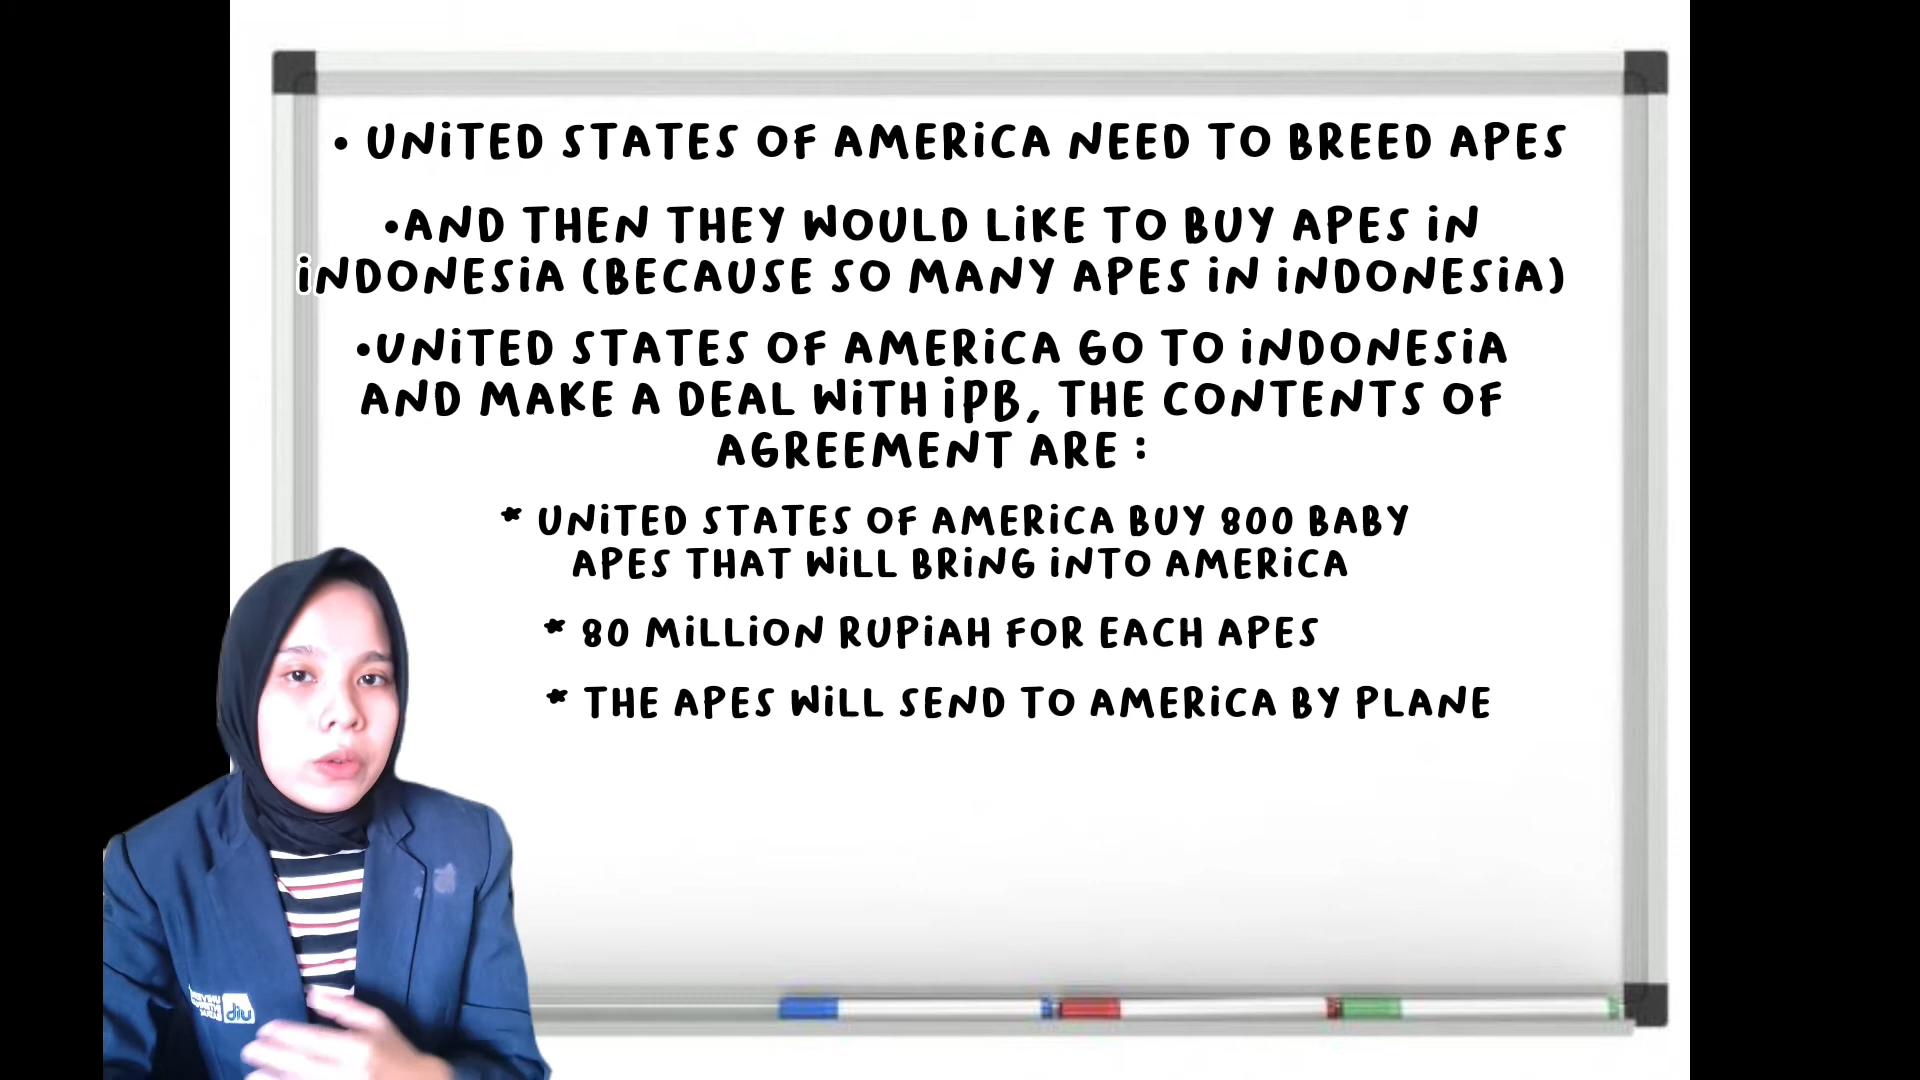 • UNITED STATES OF AMERICA NEED TO BREED APES
•AND THEN THEY WOULD LIKE TO BUY APES IN
INDONESIA (BECAUSE SO MANY APES IN INDONESIA)
•UNITED STATES OF AMERICA GO TO INDONESIA
AND MAKE A DEAL WITH IPB, THE CONTENTS OF
AGREEMENT ARE :
* UNITED STATES OF AMERICA BUY 800 BABY
APES THAT WILL BRING INTO AMERICA
* 80 MILLION RUPIAH FOR EACH APES
* THE APES WILL SEND TO AMERICA BY PLANE